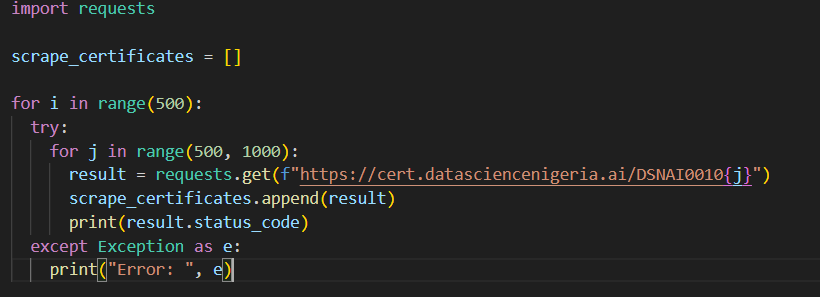 import requests

scrape_certificates = []

for i in range(500):
  try:
    for j in range(500, 1000):
      result = requests.get(f"https://cert.datasciencenigeria.ai/DSNAI0010{j}")
      scrape_certificates.append(result)
      print(result.status_code)
  except Exception as e:
    print("Error: ", e)